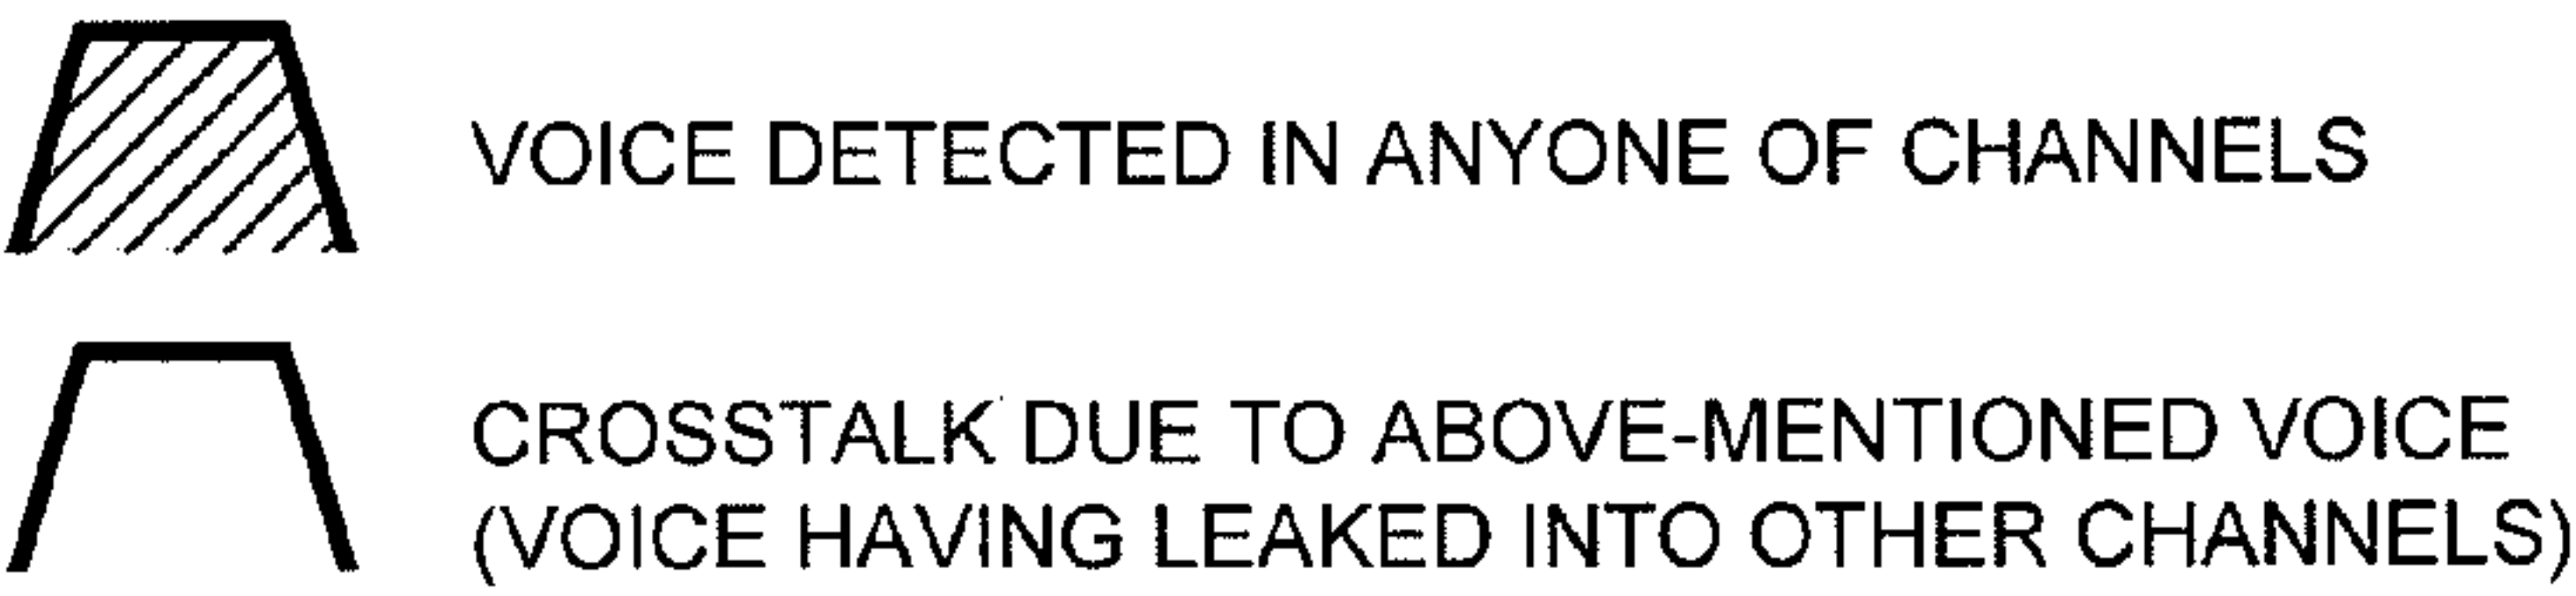 VOICE DETECTED IN ANYONE OF CHANNELS
CROSSTALK DUE TO ABOVE-MENTIONED VOICE
(VOICE HAVING LEAKED INTO OTHER CHANNELS)